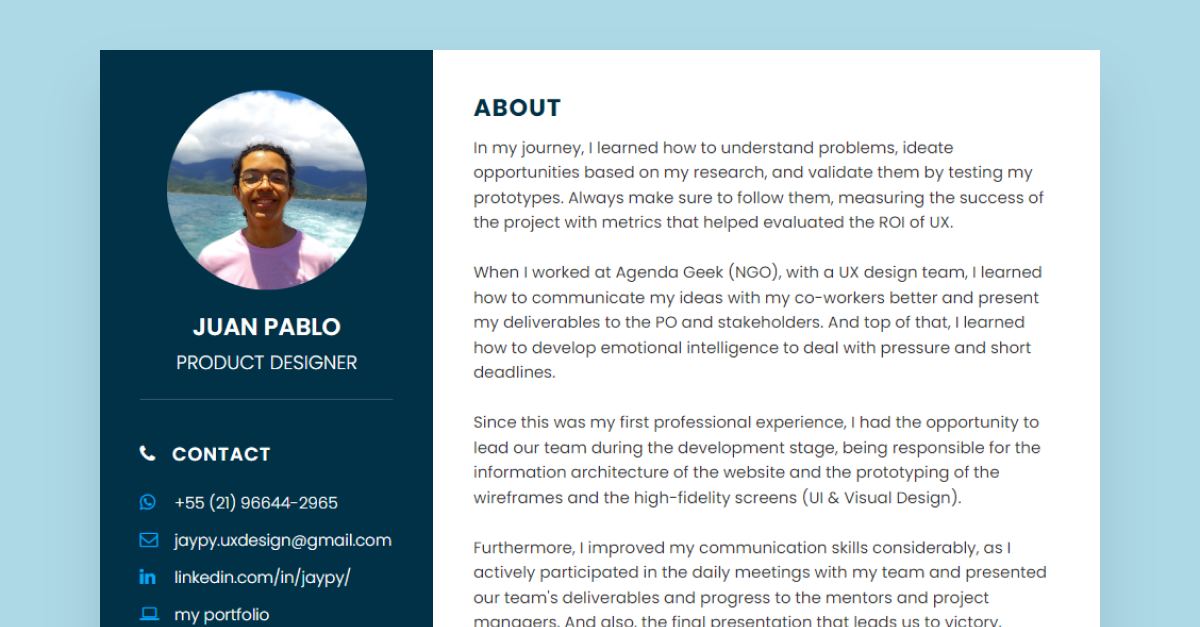 JUAN PABLO
PRODUCT DESIGNER
CONTACT
+55 (21) 96644-2965
jaypy.uxdesign@gmail.com
linkedin.com/in/jaypy/
my portfolio
ABOUT
In my journey, I learned how to understand problems, ideate
opportunities based on my research, and validate them by testing my
prototypes. Always make sure to follow them, measuring the success of
the project with metrics that helped evaluated the ROI of UX.
When I worked at Agenda Geek (NGO), with a UX design team, I learned
how to communicate my ideas with my co-workers better and present
my deliverables to the PO and stakeholders. And top of that, I learned
how to develop emotional intelligence to deal with pressure and short
deadlines.
Since this was my first professional experience, I had the opportunity to
lead our team during the development stage, being responsible for the
information architecture of the website and the prototyping of the
wireframes and the high-fidelity screens (UI & Visual Design).
Furthermore, I improved my communication skills considerably, as I
actively participated in the daily meetings with my team and presented
our team's deliverables and progress to the mentors and project
managers. And also, the final presentation that leads us to victory.